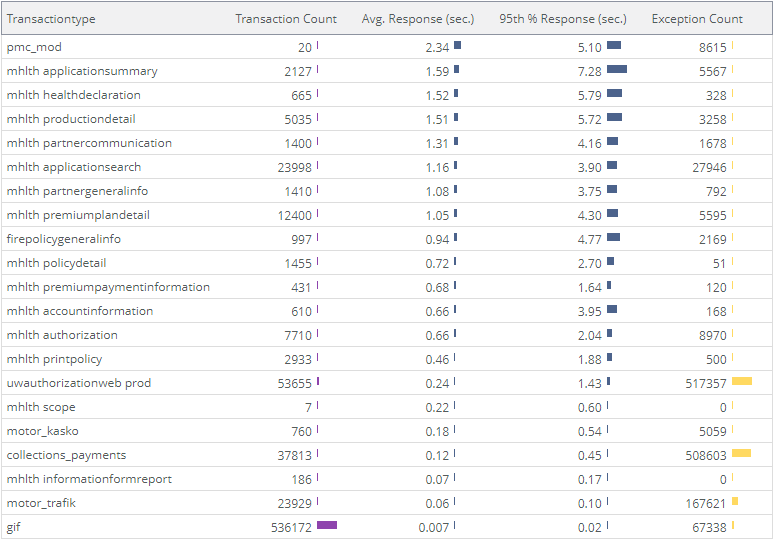 Transactiontype Transaction Count Avg. Response (sec.) 95th % Response (sec.) Exception Count
pmc_mod 20 2.34 5.10 8615
mhlth applicationsummary 2127 1.59 7.28 5567
mhlth healthdeclaration 665 1.52 5.79 328
mhlth productiondetail 5035 1.51 5.72 3258
mhlth partnercommunication 1400 1.31 4.16 1678
mhlth applicationsearch 23998 1.16 3.90 27946
mhlth partnergeneralinfo 1410 1.08 3.75 792
mhlth premiumplandetail 12400 1.05 4.30 5595
firepolicygeneralinfo 997 0.94 4.77 2169
mhlth policydetail 1455 0.72 2.70 51
mhlth premiumpaymentinformation 431 0.68 1.64 120
mhlth accountinformation 610 0.66 3.95 168
mhlth authorization 7710 0.66 2.04 8970
mhlth printpolicy 2933 0.46 1.88 500
uwauthorizationweb prod 53655 0.24 1.43 517357
mhlth scope 7 0.22 0.60 0
motor_kasko 760 0.18 0.54 5059
collections_payments 37813 0.12 0.45 508603
mhlth informationformreport 186 0.07 0.17 0
motor_trafik 23929 0.06 0.10 167621
gif 536172 0.007 0.02 67338